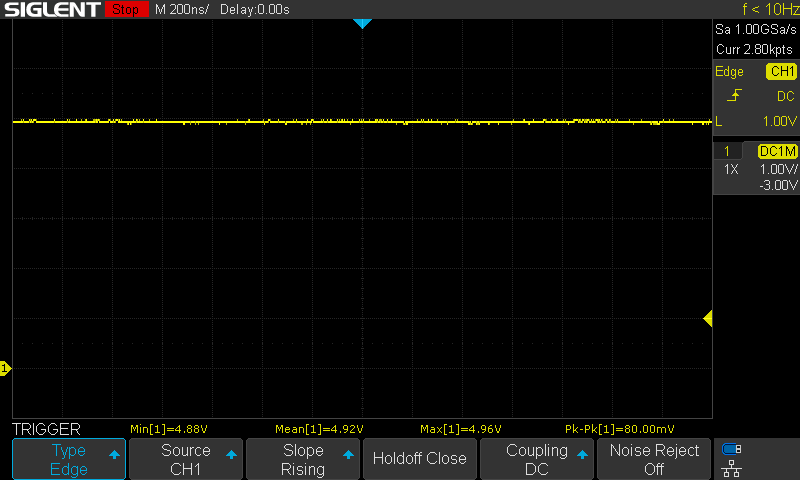 SIGLENT Stop M 200ns/ Delay:0.00s f < 10Hz
Sa 1.00GSa/s
Curr 2.80kpts
Edge CH1
DC
L 1.00V
1 DC1M
1X 1.00V/
-3.00V
1
TRIGGER Min[1]=4.88V Mean[1]=4.92V Max[1]=4.96V Pk-Pk[1]=80.00mV
Type Source Slope Holdoff Close Coupling Noise Reject
Edge CH1 Rising DC Off